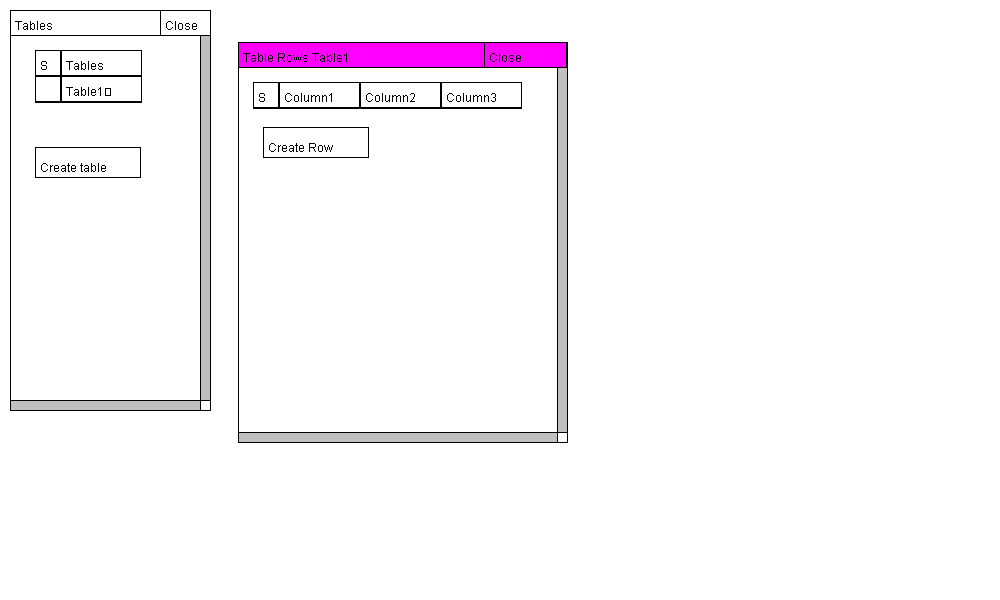 Tables Close
S Tables
Table1▯
Create table
Table Rows Table1 Close
S Column1 Column2 Column3
Create Row